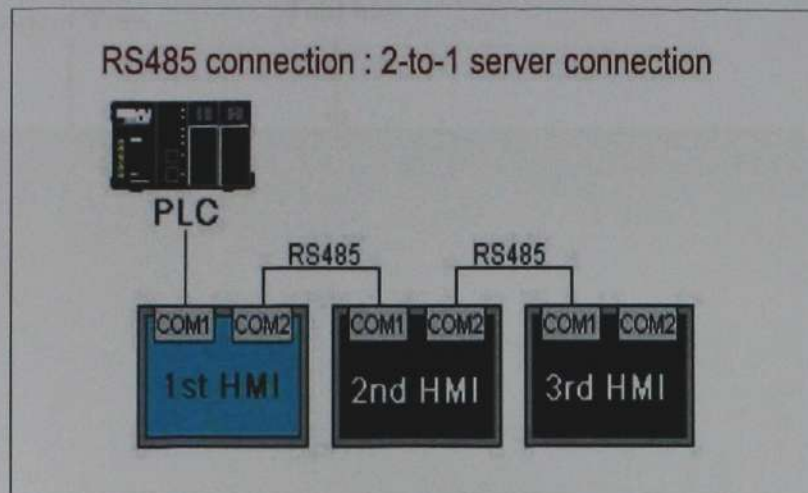 RS485 connection : 2-to-1 server connection
PLC
RS485 RS485
COM1 COM2 COM1 COM2 COM1 COM2
1st HMI 2nd HMI 3rd HMI